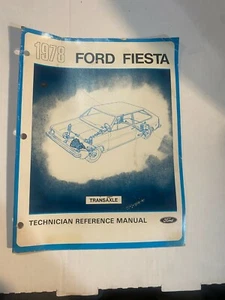 1978 FORD FIESTA
TRANSAXLE
TECHNICIAN REFERENCE MANUAL
Ford